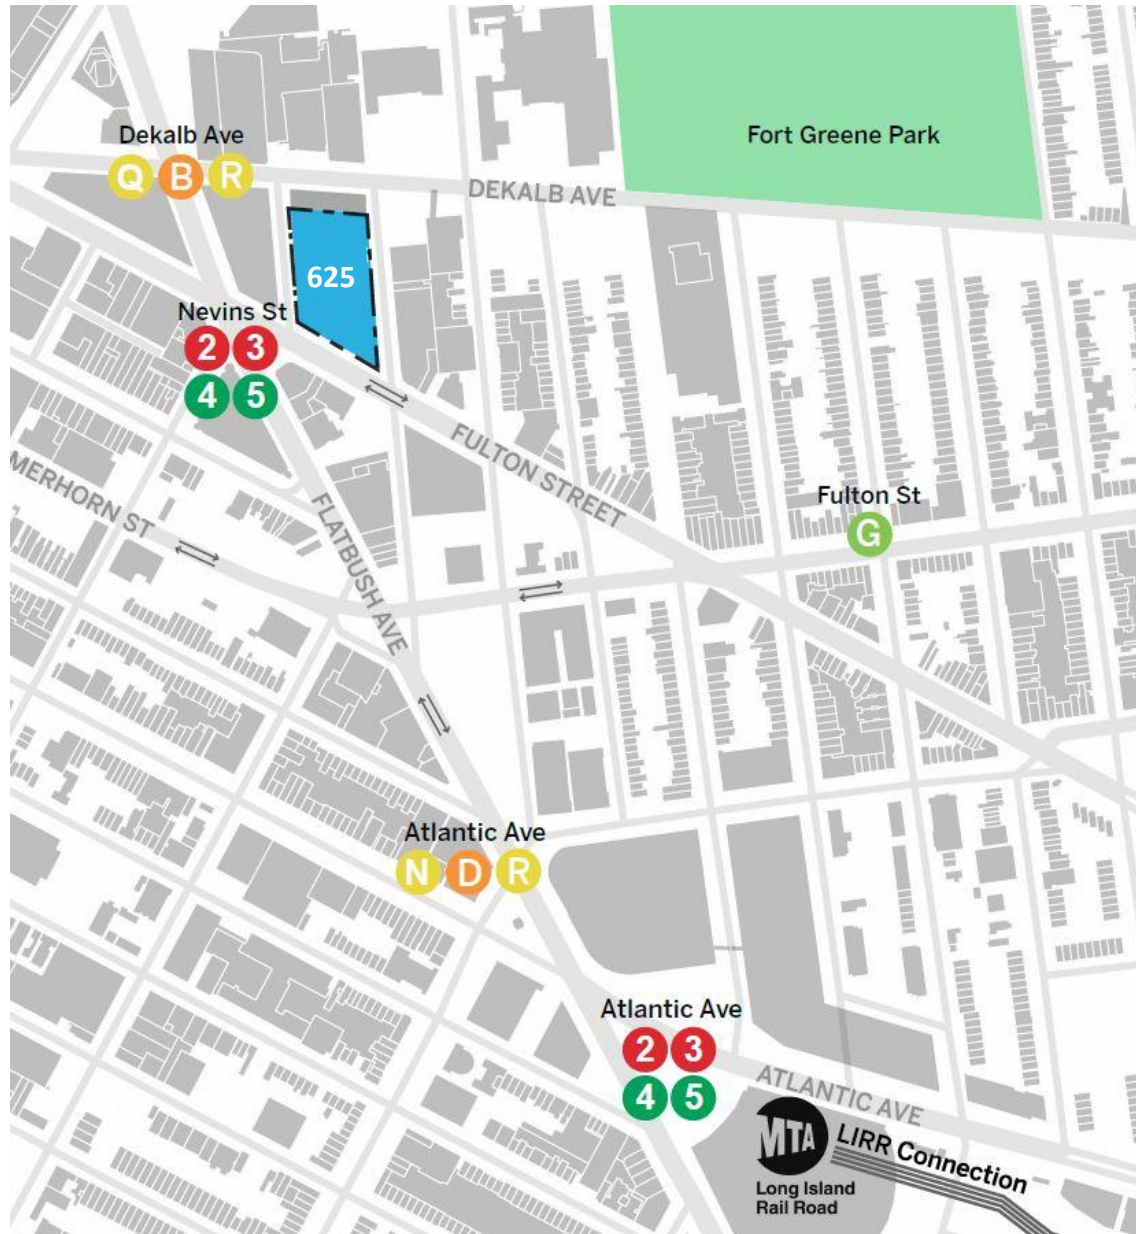 Dekalb Ave
Q B R
Fort Greene Park
DEKALB AVE
625
Nevins St
2 3
4 5
FULTON STREET
MERHORN ST
FLATBUSH AVE
Fulton St
G
Atlantic Ave
N D R
Atlantic Ave
2 3
4 5
ATLANTIC AVE
MTA
LIRR Connection
Long Island
Rail Road